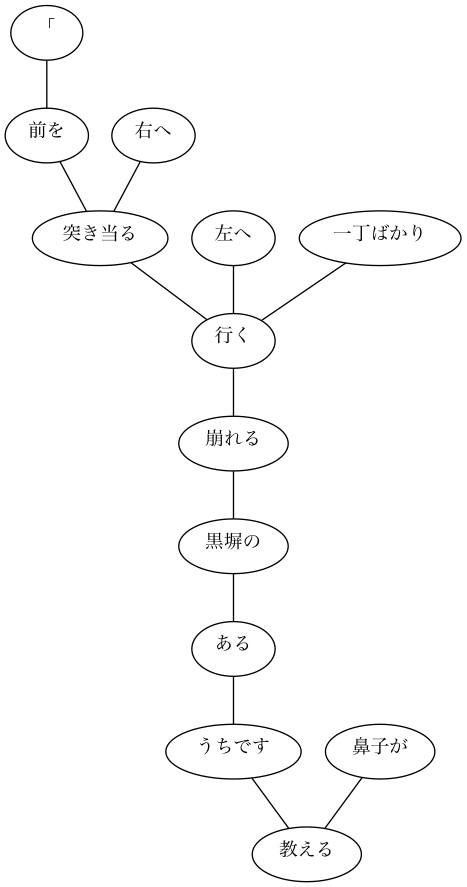 「
前を
右へ
突き当る
左へ
一丁ばかり
行く
崩れる
黒塀の
ある
うちです
鼻子が
教える